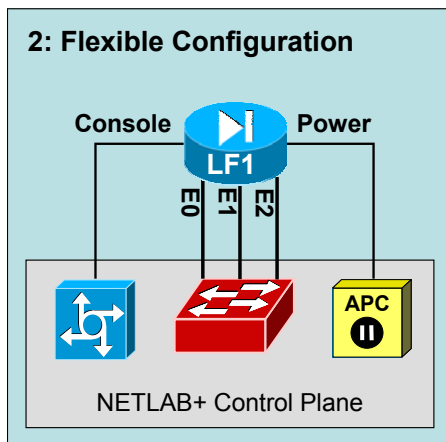 2: Flexible Configuration
Console
Power
LF1
E0
E1
E2
APC
NETLAB+ Control Plane